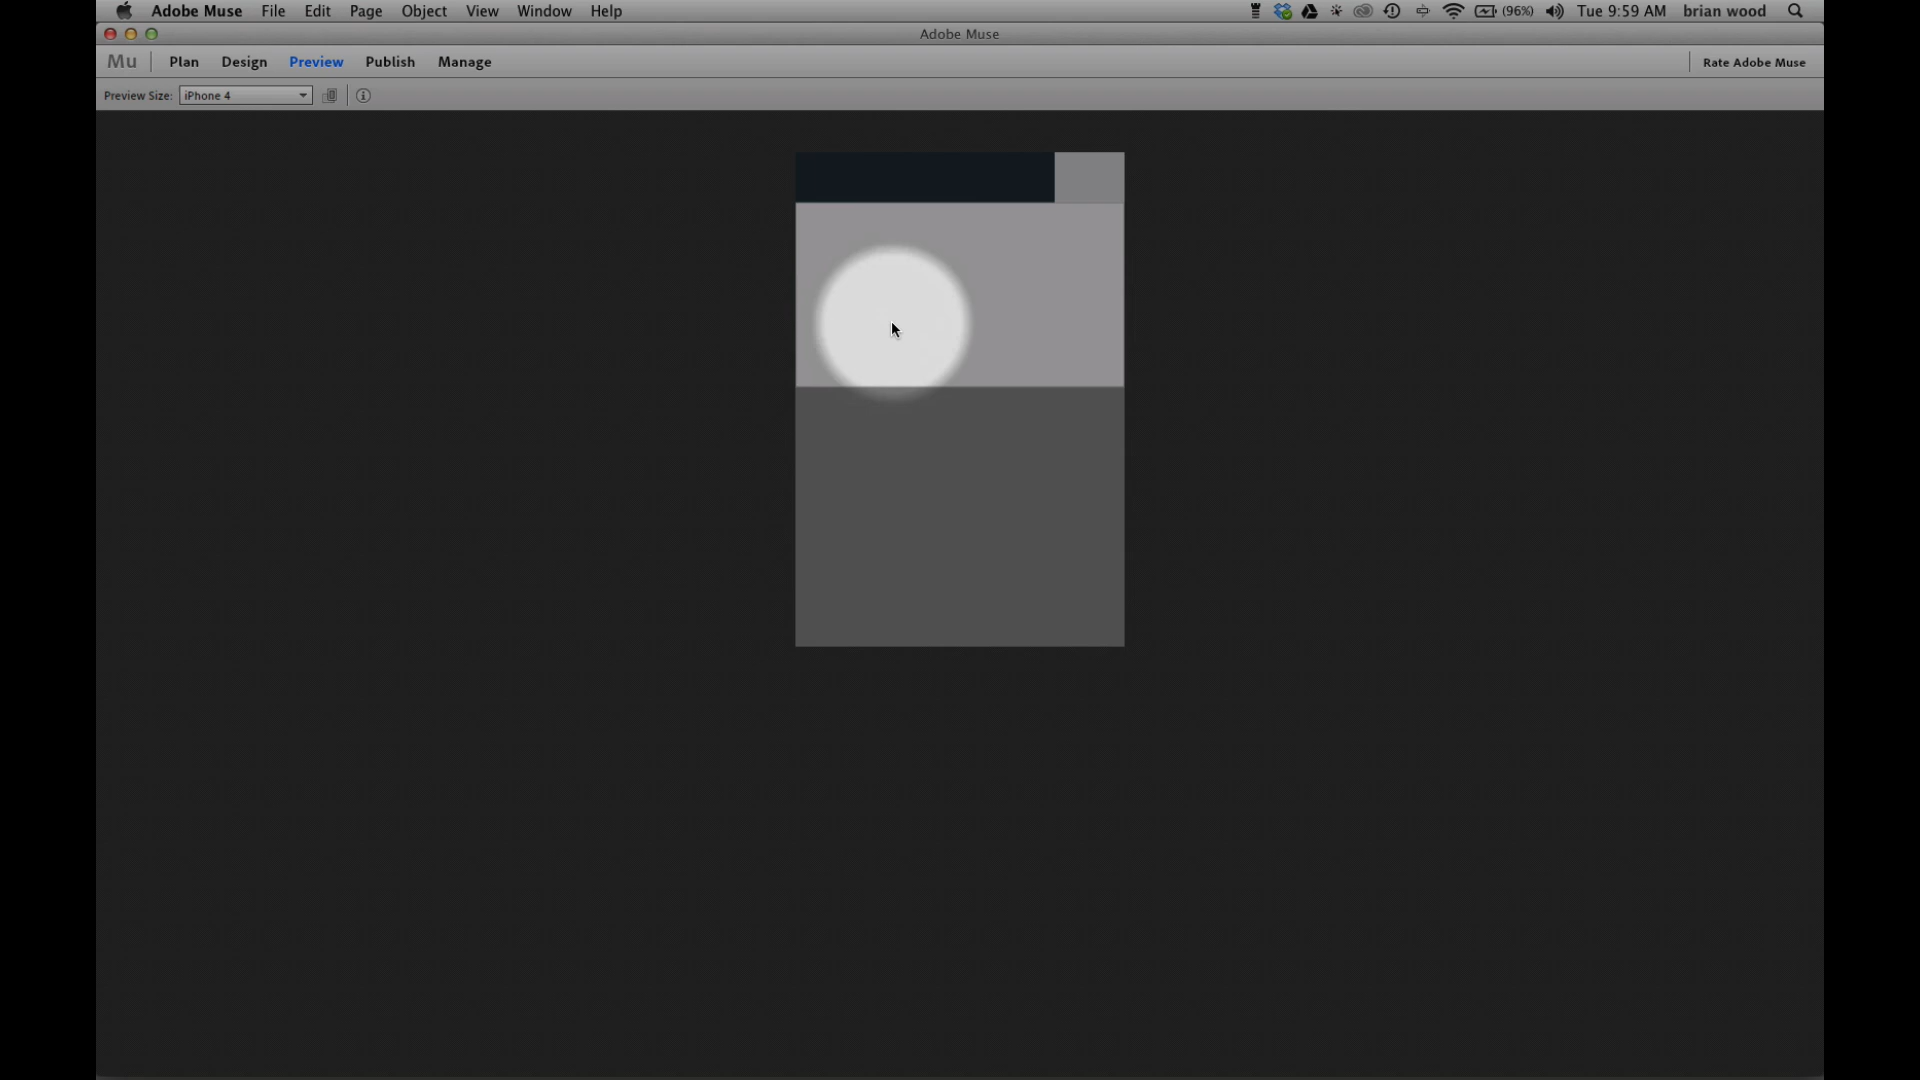 Adobe Muse File Edit Page Object View Window Help (96%) Tue 9:59 AM brian wood
Adobe Muse
Mu Plan Design Preview Publish Manage Rate Adobe Muse
Preview Size: iPhone 4